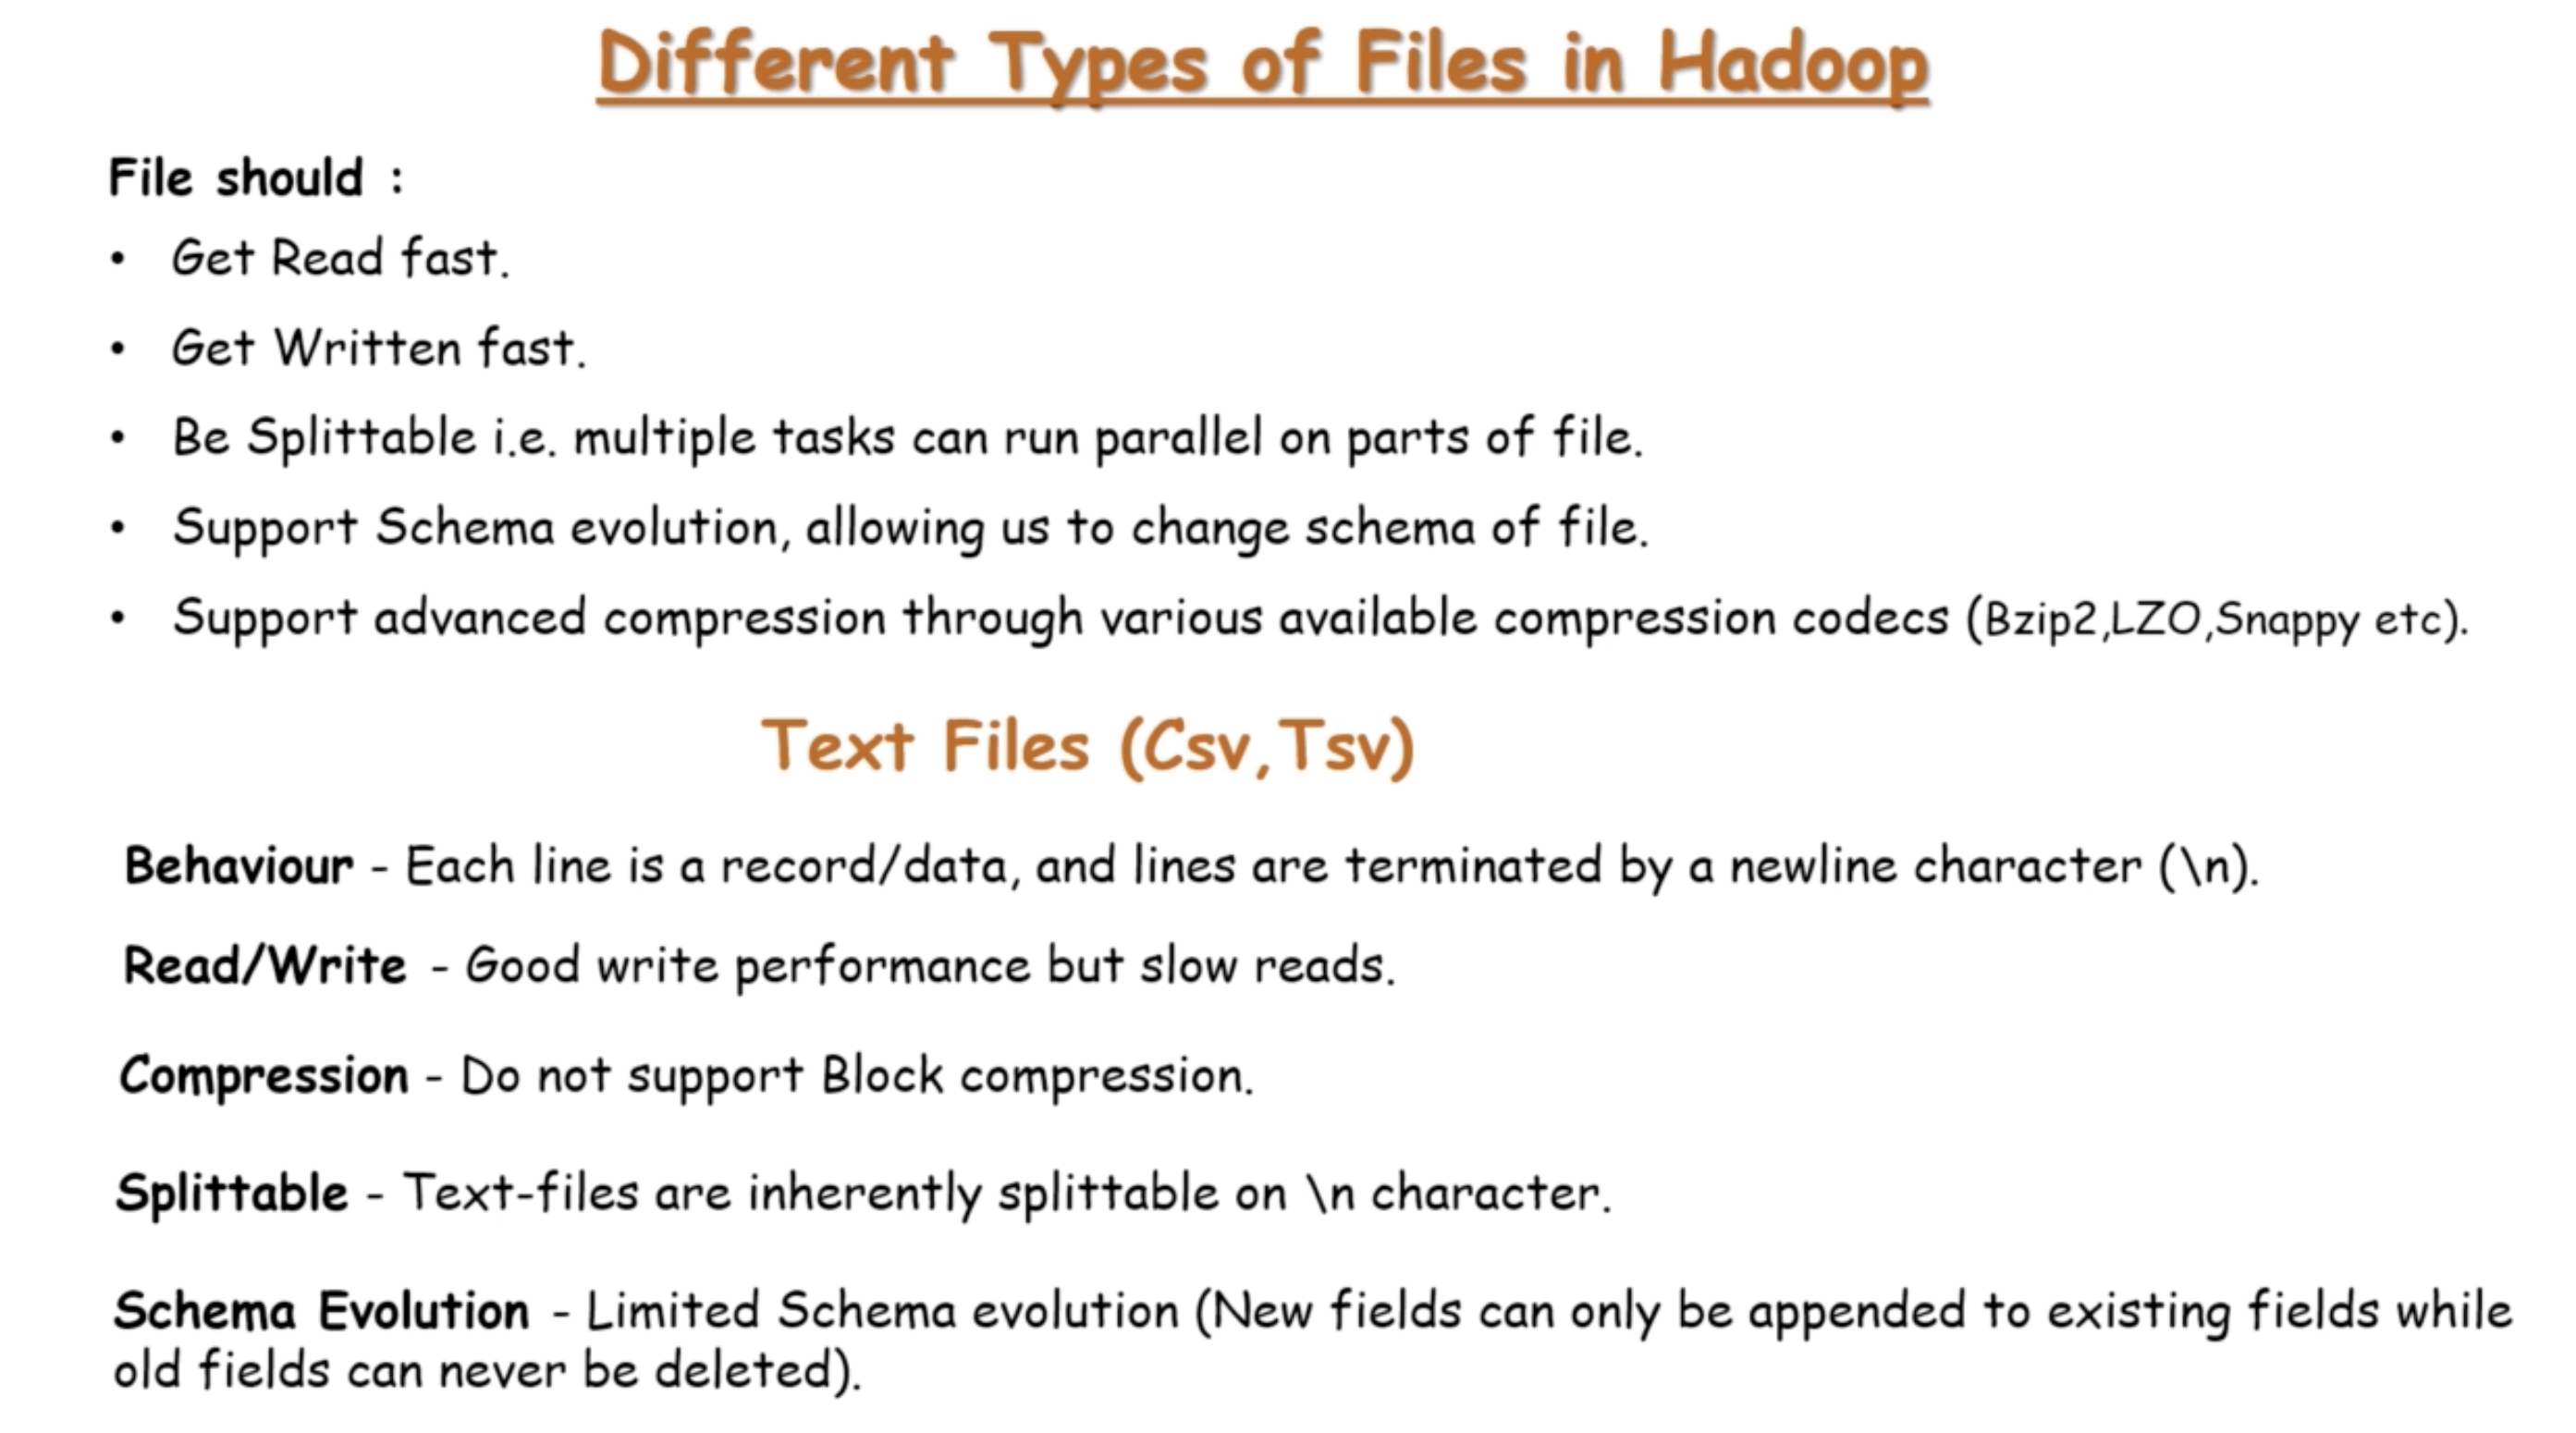 Different Types of Files in Hadoop
File should :
• Get Read fast.
• Get Written fast.
• Be Splittable i.e. multiple tasks can run parallel on parts of file.
• Support Schema evolution, allowing us to change schema of file.
• Support advanced compression through various available compression codecs (Bzip2,LZO,Snappy etc).
Text Files (Csv,Tsv)
Behaviour - Each line is a record/data, and lines are terminated by a newline character (\n).
Read/Write - Good write performance but slow reads.
Compression - Do not support Block compression.
Splittable - Text-files are inherently splittable on \n character.
Schema Evolution - Limited Schema evolution (New fields can only be appended to existing fields while
old fields can never be deleted).